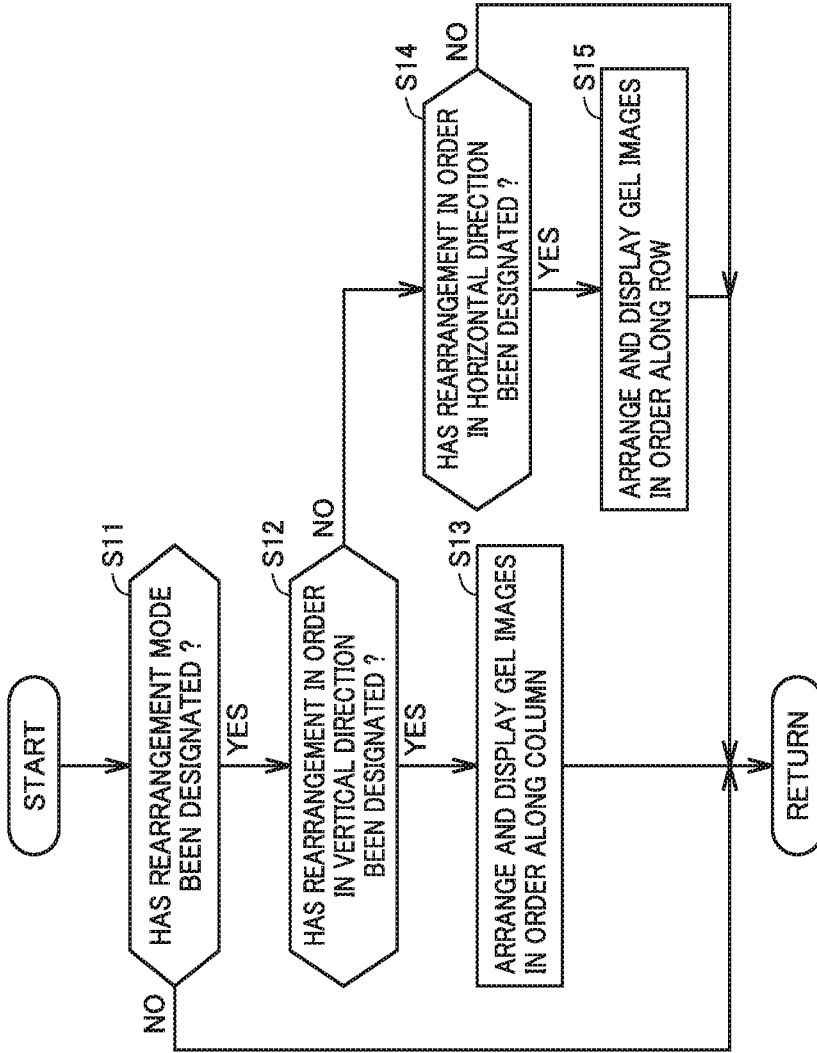 START
S11
HAS REARRANGEMENT MODE
BEEN DESIGNATED ?
NO
YES
S12
HAS REARRANGEMENT IN ORDER
IN VERTICAL DIRECTION
BEEN DESIGNATED ?
NO
YES
S13
ARRANGE AND DISPLAY GEL IMAGES
IN ORDER ALONG COLUMN
S14
HAS REARRANGEMENT IN ORDER
IN HORIZONTAL DIRECTION
BEEN DESIGNATED ?
NO
YES
S15
ARRANGE AND DISPLAY GEL IMAGES
IN ORDER ALONG ROW
RETURN